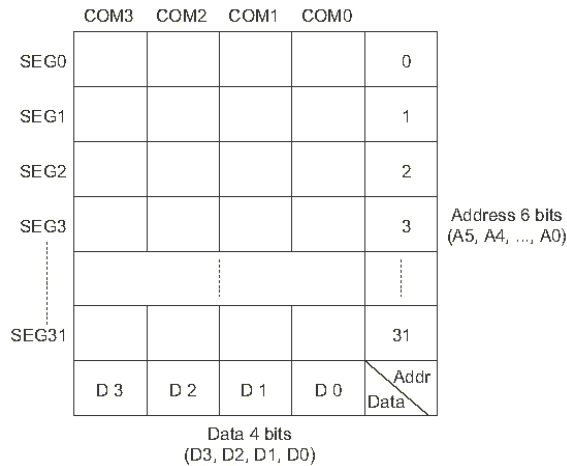 COM3 COM2 COM1 COM0
SEG0 0
SEG1 1
SEG2 2
SEG3 3
Address 6 bits
(A5, A4, ..., A0)
SEG31 31
D 3 D 2 D 1 D 0 Addr
Data
Data 4 bits
(D3, D2, D1, D0)